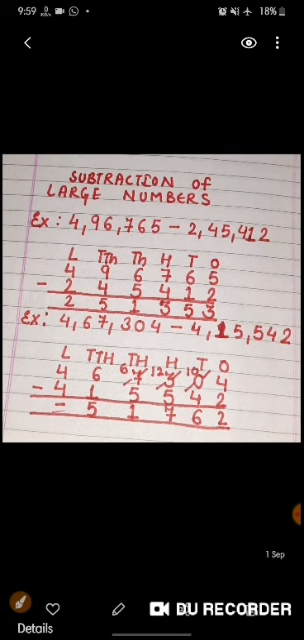 9:59
18%
SUBTRACTION of
LARGE NUMBERS
Ex: 4,96,765 - 2,45,412
L TTh Th H T O
4 9 6 7 6 5
- 2 4 5 4 1 2
2 5 1 3 5 3
Ex: 4,67,304 - 4,15,542
L TTH TH H T O
6 12 10
4 6 7 3 0 4
- 4 1 5 5 4 2
- 5 1 7 6 2
1 Sep
DU RECORDER
Details